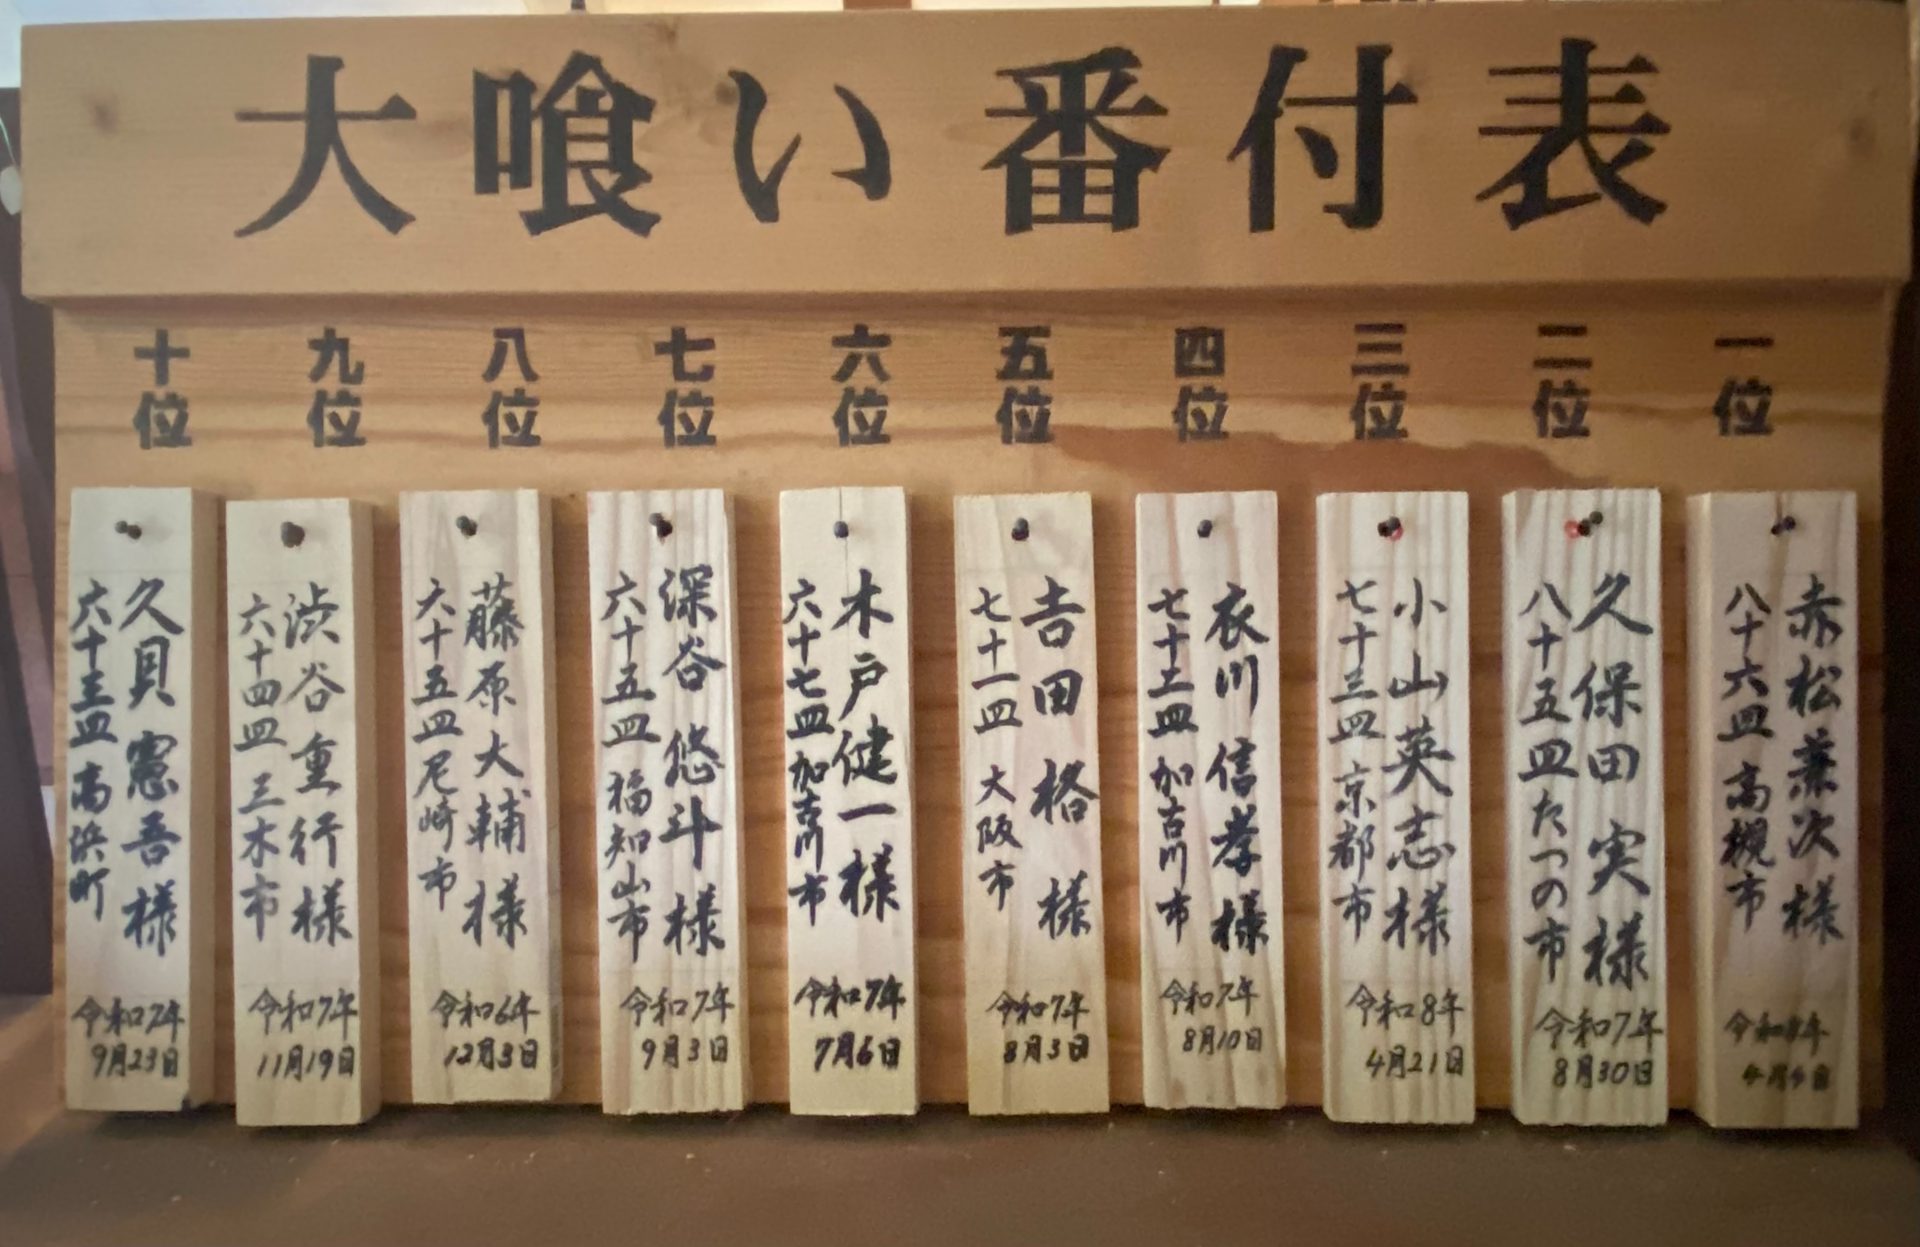 大喰い番付表
一位
赤松兼次様
八十六皿 高槻市
令和8年
4月4日
二位
久保田 実様
八十五皿 たつの市
令和7年
8月30日
三位
小山英志様
七十三皿 京都市
令和8年
4月21日
四位
衣川 信孝様
七十二皿 加古川市
令和7年
8月10日
五位
吉田 格 様
七十一皿 大阪市
令和7年
8月3日
六位
木戸健一様
六十七皿 加古川市
令和7年
7月6日
七位
深谷 悠斗様
六十五皿 福知山市
令和7年
9月3日
八位
藤原大輔様
六十五皿 尼崎市
令和6年
12月3日
九位
渋谷重行様
六十四皿 三木市
令和7年
11月19日
十位
久貝 憲吾様
六十三皿 高浜町
令和7年
9月23日